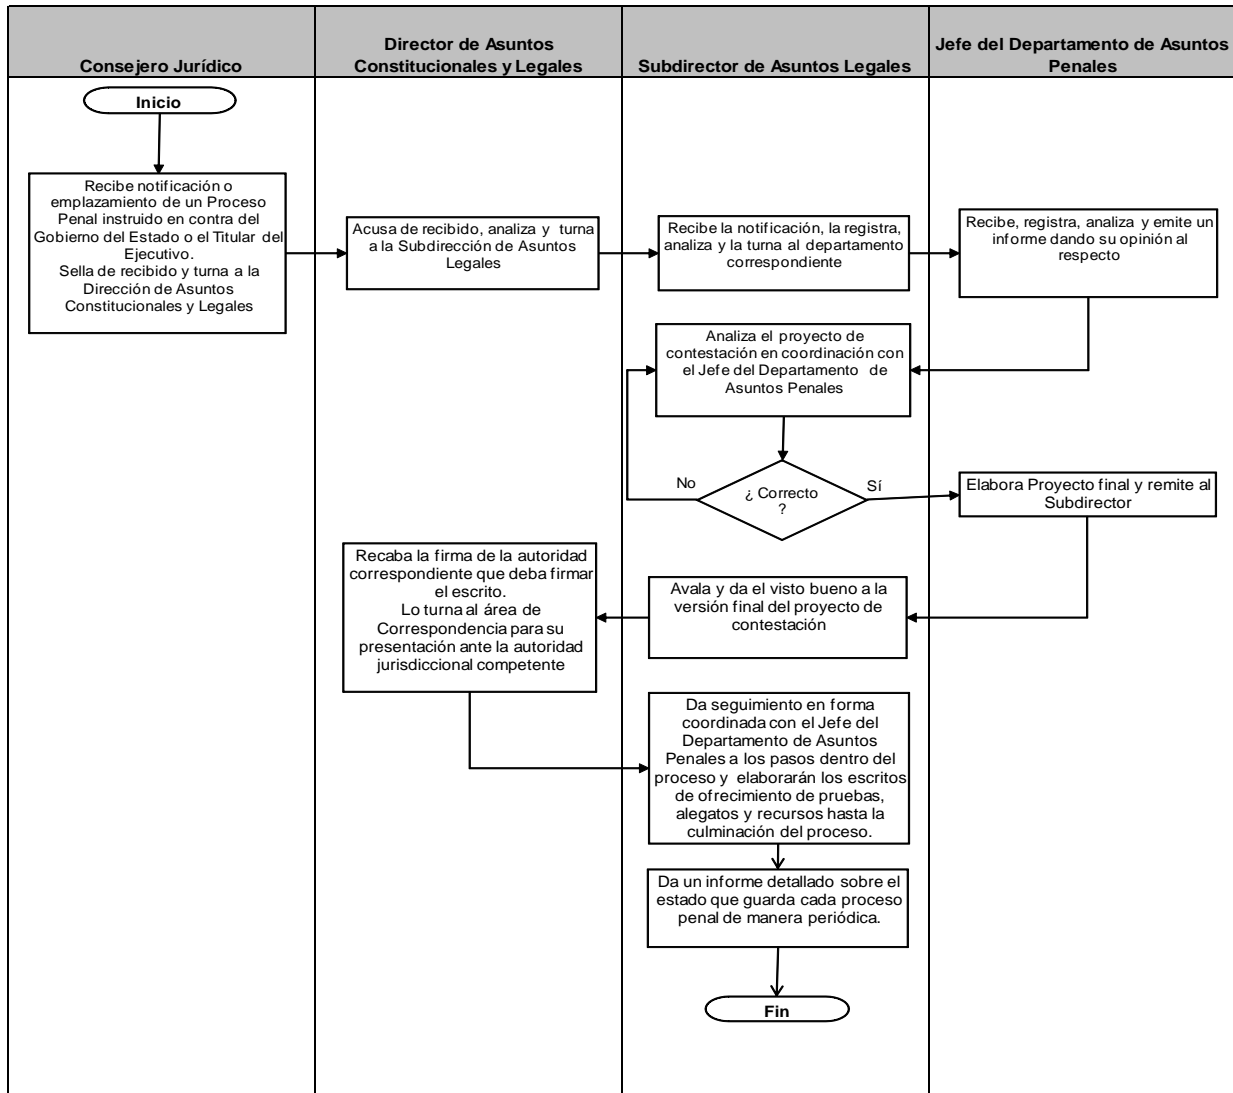 Consejero Jurídico
Director de Asuntos
Constitucionales y Legales
Subdirector de Asuntos Legales
Jefe del Departamento de Asuntos
Penales
Inicio
Recibe notificación o
emplazamiento de un Proceso
Penal instruido en contra del
Gobierno del Estado o el Titular del
Ejecutivo.
Sella de recibido y turna a la
Dirección de Asuntos
Constitucionales y Legales
Acusa de recibido, analiza y turna
a la Subdirección de Asuntos
Legales
Recibe la notificación, la registra,
analiza y la turna al departamento
correspondiente
Recibe, registra, analiza y emite un
informe dando su opinión al
respecto
Analiza el proyecto de
contestación en coordinación con
el Jefe del Departamento de
Asuntos Penales
No
¿ Correcto
?
Sí
Elabora Proyecto final y remite al
Subdirector
Avala y da el visto bueno a la
versión final del proyecto de
contestación
Recaba la firma de la autoridad
correspondiente que deba firmar
el escrito.
Lo turna al área de
Correspondencia para su
presentación ante la autoridad
jurisdiccional competente
Da seguimiento en forma
coordinada con el Jefe del
Departamento de Asuntos
Penales a los pasos dentro del
proceso y elaborarán los escritos
de ofrecimiento de pruebas,
alegatos y recursos hasta la
culminación del proceso.
Da un informe detallado sobre el
estado que guarda cada proceso
penal de manera periódica.
Fin